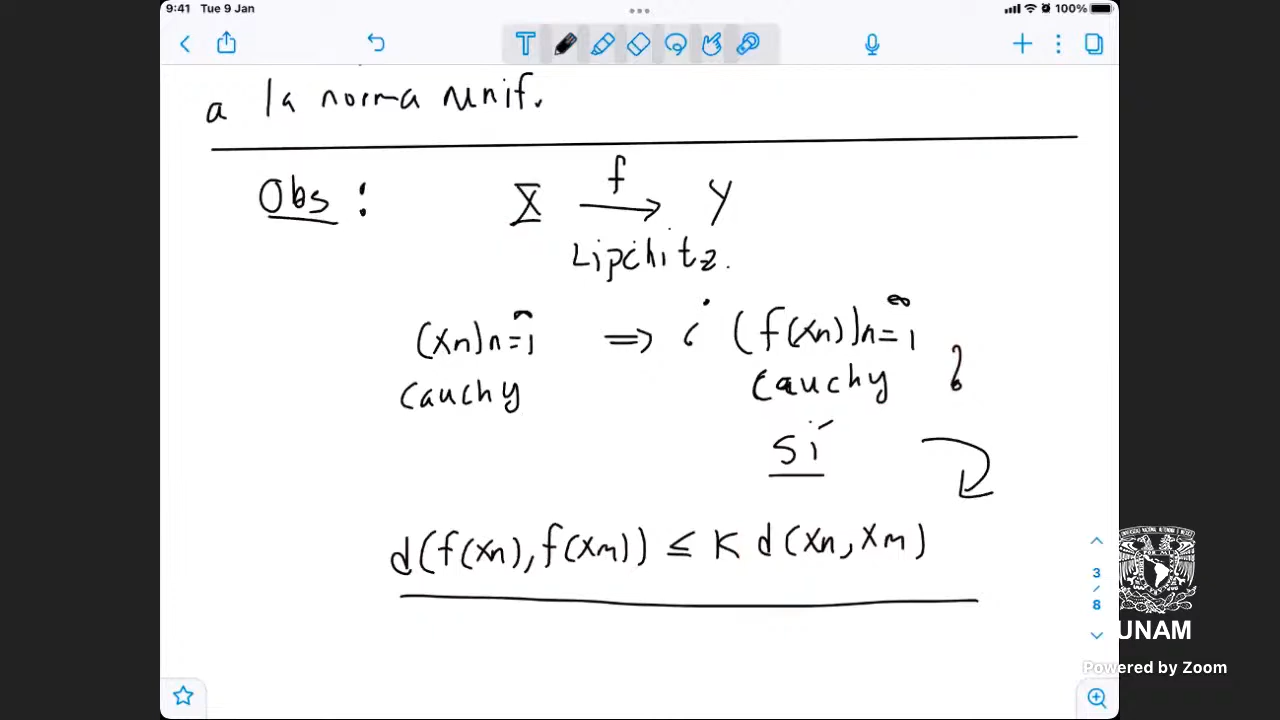 9:41 Tue 9 Jan
100%
a la norma unif.
Obs :
f
X → Y
Lipchitz.
(xn)n=1 ⟹ ¿ (f(xn))n=1 ∞
cauchy cauchy ?
sí
d(f(xn), f(xm)) ≤ K d(xn, xm)
3
/
8
UNAM
Powered by Zoom